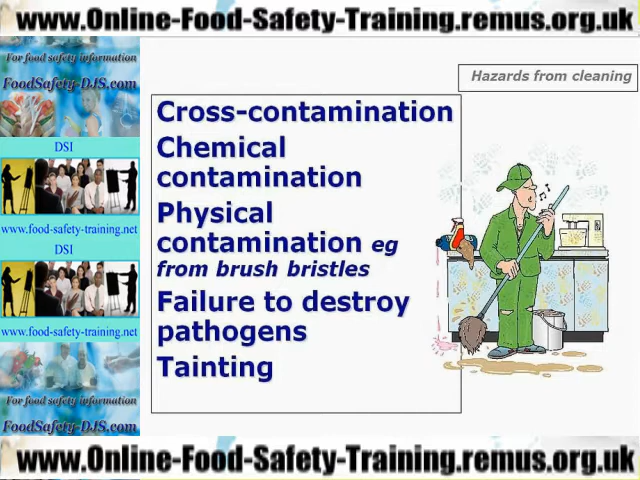 www.Online-Food-Safety-Training.remus.org.uk
For food safety information
FoodSafety-DJS.com
DSI
www.food-safety-training.net
DSI
www.food-safety-training.net
For food safety information
FoodSafety-DJS.com
Hazards from cleaning
Cross-contamination
Chemical
contamination
Physical
contamination eg
from brush bristles
Failure to destroy
pathogens
Tainting
www.Online-Food-Safety-Training.remus.org.uk